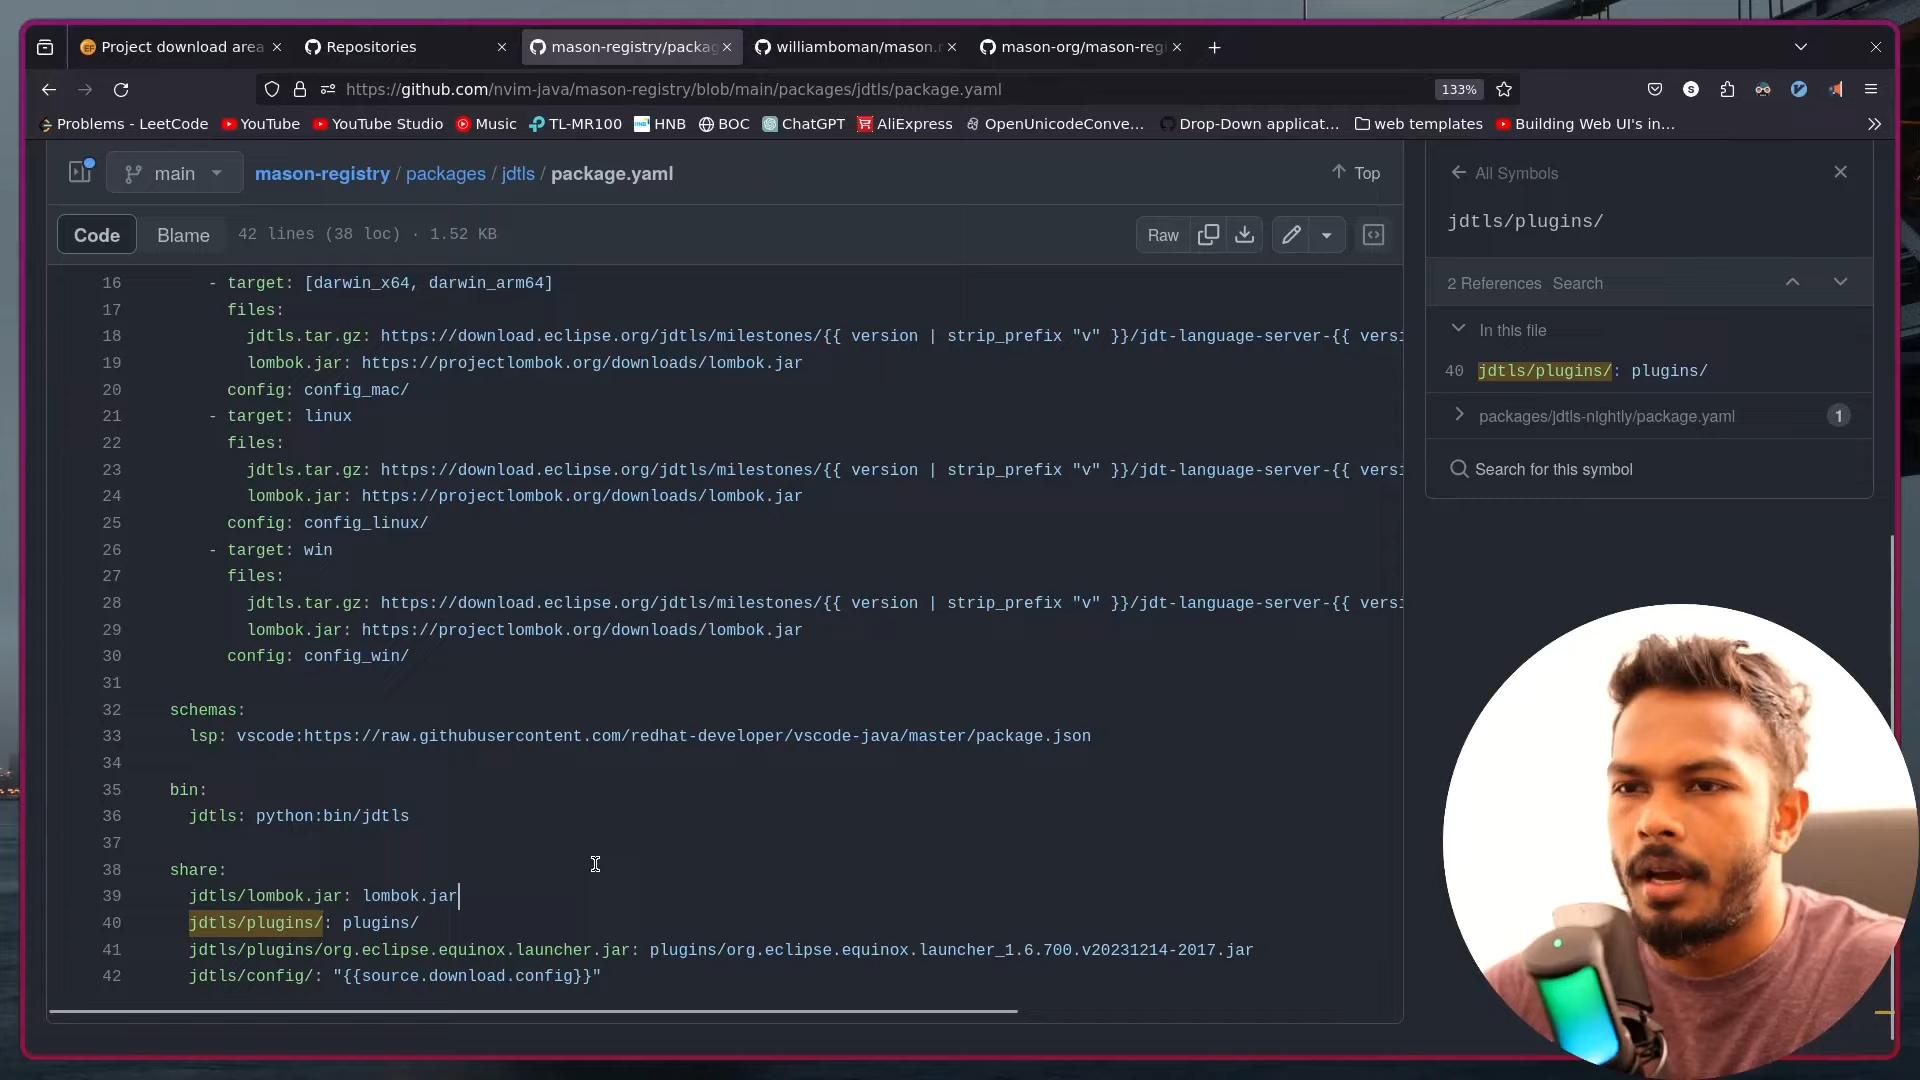 Project download area
Repositories
mason-registry/packag
williamboman/mason.
mason-org/mason-regi
https://github.com/nvim-java/mason-registry/blob/main/packages/jdtls/package.yaml
133%
Problems - LeetCode
YouTube
YouTube Studio
Music
TL-MR100
HNB
BOC
ChatGPT
AliExpress
OpenUnicodeConve...
Drop-Down applicat...
web templates
Building Web UI's in...
main
mason-registry / packages / jdtls / package.yaml
Top
Code
Blame
42 lines (38 loc) · 1.52 KB
Raw
16 - target: [darwin_x64, darwin_arm64]
17 files:
18 jdtls.tar.gz: https://download.eclipse.org/jdtls/milestones/{{ version | strip_prefix "v" }}/jdt-language-server-{{ versi
19 lombok.jar: https://projectlombok.org/downloads/lombok.jar
20 config: config_mac/
21 - target: linux
22 files:
23 jdtls.tar.gz: https://download.eclipse.org/jdtls/milestones/{{ version | strip_prefix "v" }}/jdt-language-server-{{ versi
24 lombok.jar: https://projectlombok.org/downloads/lombok.jar
25 config: config_linux/
26 - target: win
27 files:
28 jdtls.tar.gz: https://download.eclipse.org/jdtls/milestones/{{ version | strip_prefix "v" }}/jdt-language-server-{{ versi
29 lombok.jar: https://projectlombok.org/downloads/lombok.jar
30 config: config_win/
31
32 schemas:
33 lsp: vscode:https://raw.githubusercontent.com/redhat-developer/vscode-java/master/package.json
34
35 bin:
36 jdtls: python:bin/jdtls
37
38 share:
39 jdtls/lombok.jar: lombok.jar
40 jdtls/plugins/: plugins/
41 jdtls/plugins/org.eclipse.equinox.launcher.jar: plugins/org.eclipse.equinox.launcher_1.6.700.v20231214-2017.jar
42 jdtls/config/: "{{source.download.config}}"
All Symbols
jdtls/plugins/
2 References Search
In this file
40 jdtls/plugins/: plugins/
packages/jdtls-nightly/package.yaml 1
Search for this symbol